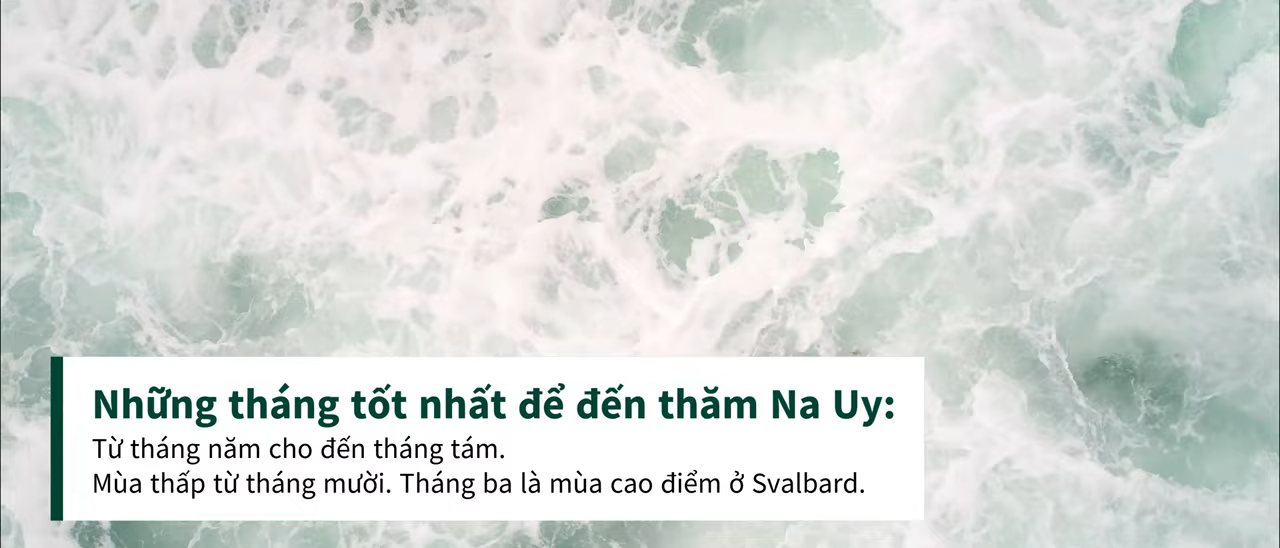 Những tháng tốt nhất để đến thăm Na Uy:
Từ tháng năm cho đến tháng tám.
Mùa thấp từ tháng mười. Tháng ba là mùa cao điểm ở Svalbard.